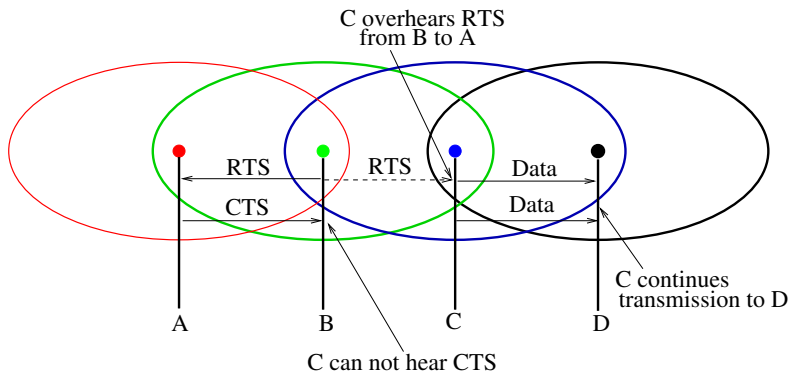 C overhears RTS
from B to A
RTS
RTS
Data
CTS
Data
C continues
transmission to D
A
B
C
D
C can not hear CTS